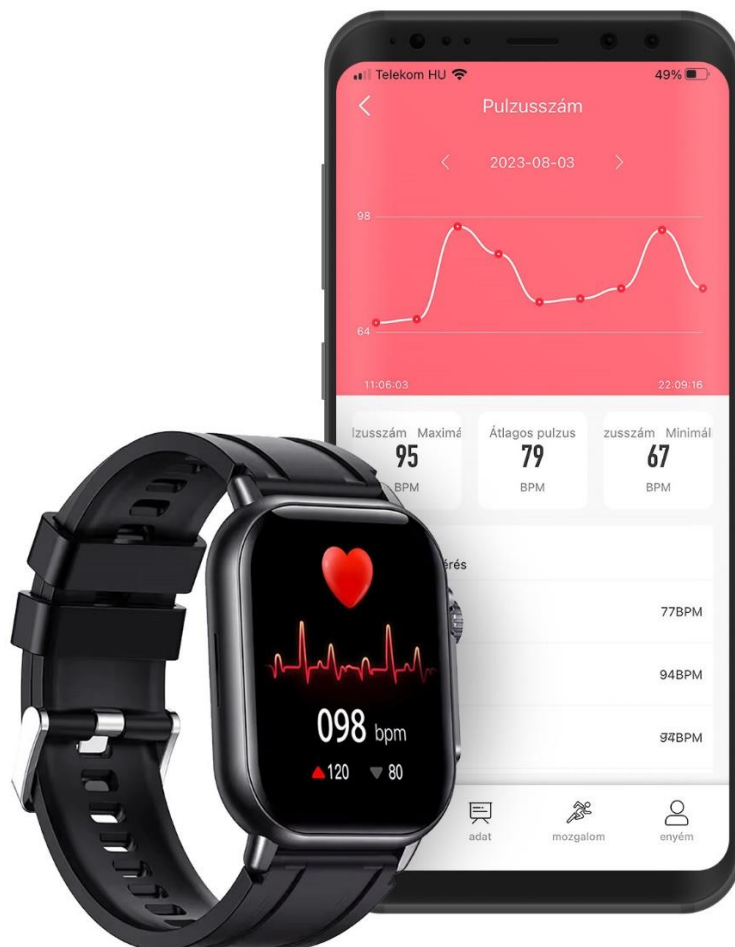 Telekom HU
49%
Pulzusszám
2023-08-03
98
64
11:06:03
22:09:16
lzusszám Maximá
95
BPM
Átlagos pulzus
79
BPM
zusszám Minimál
67
BPM
érés
77BPM
94BPM
adat
mozgalom
enyém
098 bpm
120
80